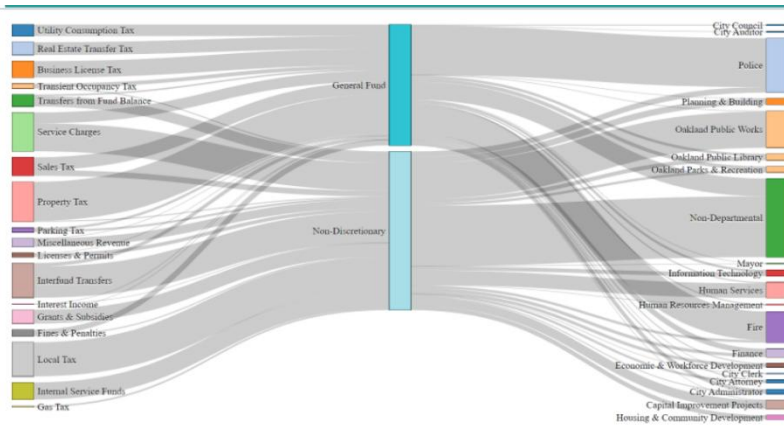 Utility Consumption Tax
Real Estate Transfer Tax
Business License Tax
Transient Occupancy Tax
Transfers from Fund Balance
Service Charges
Sales Tax
Property Tax
Parking Tax
Miscellaneous Revenue
Licenses & Permits
Interfund Transfers
Interest Income
Grants & Subsidies
Fines & Penalties
Local Tax
Internal Service Funds
Gas Tax
General Fund
Non-Discretionary
City Council
City Auditor
Police
Planning & Building
Oakland Public Works
Oakland Public Library
Oakland Parks & Recreation
Non-Departmental
Mayor
Information Technology
Human Services
Human Resources Management
Fire
Finance
Economic & Workforce Development
City Clerk
City Attorney
City Administrator
Capital Improvement Projects
Housing & Community Development